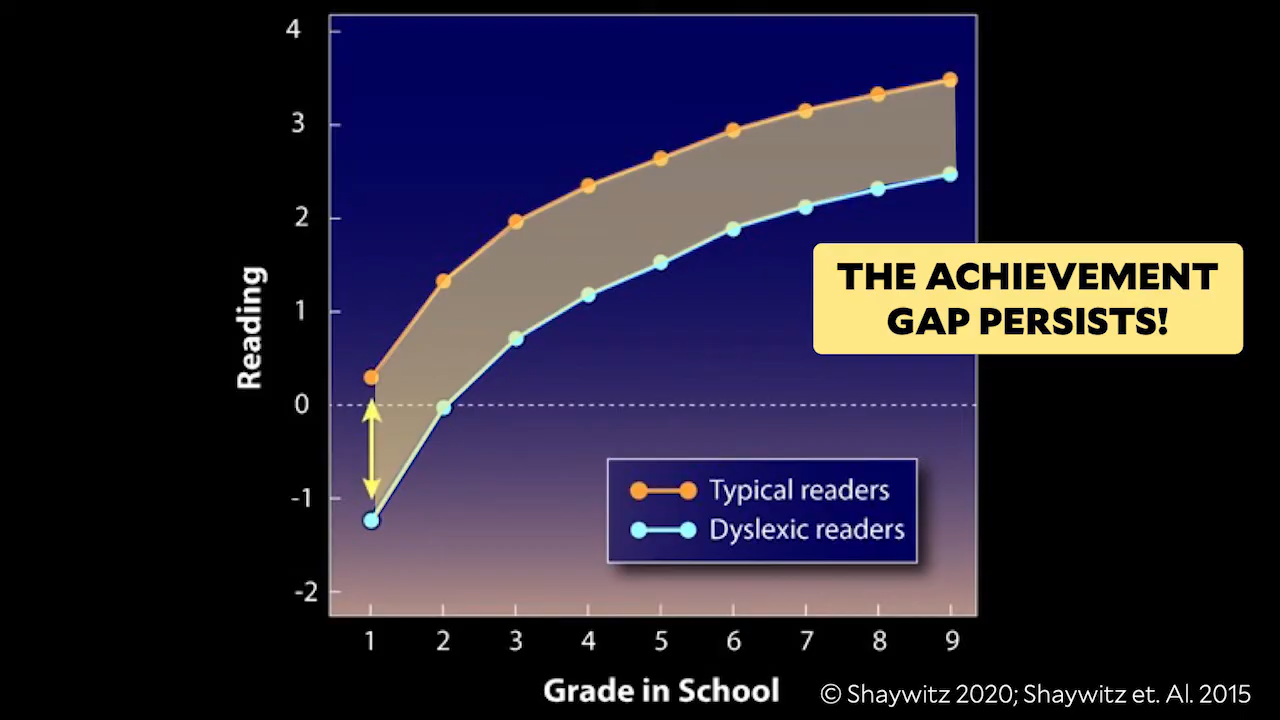 4
3
2
1
0
-1
-2
Reading
THE ACHIEVEMENT
GAP PERSISTS!
Typical readers
Dyslexic readers
1 2 3 4 5 6 7 8 9
Grade in School
© Shaywitz 2020; Shaywitz et. Al. 2015